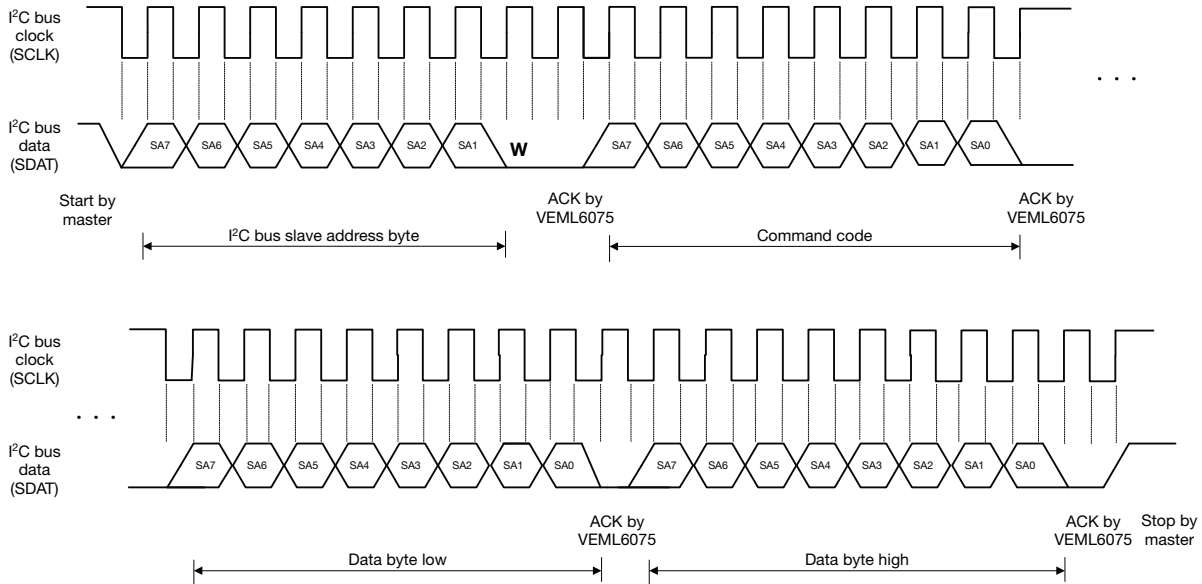 I²C bus
clock
(SCLK)
. . .
I²C bus
data
(SDAT)
SA7 SA6 SA5 SA4 SA3 SA2 SA1 W SA7 SA6 SA5 SA4 SA3 SA2 SA1 SA0
Start by
master
ACK by
VEML6075
ACK by
VEML6075
I²C bus slave address byte
Command code
I²C bus
clock
(SCLK)
. . .
I²C bus
data
(SDAT)
SA7 SA6 SA5 SA4 SA3 SA2 SA1 SA0 SA7 SA6 SA5 SA4 SA3 SA2 SA1 SA0
ACK by
VEML6075
ACK by
VEML6075
Stop by
master
Data byte low
Data byte high